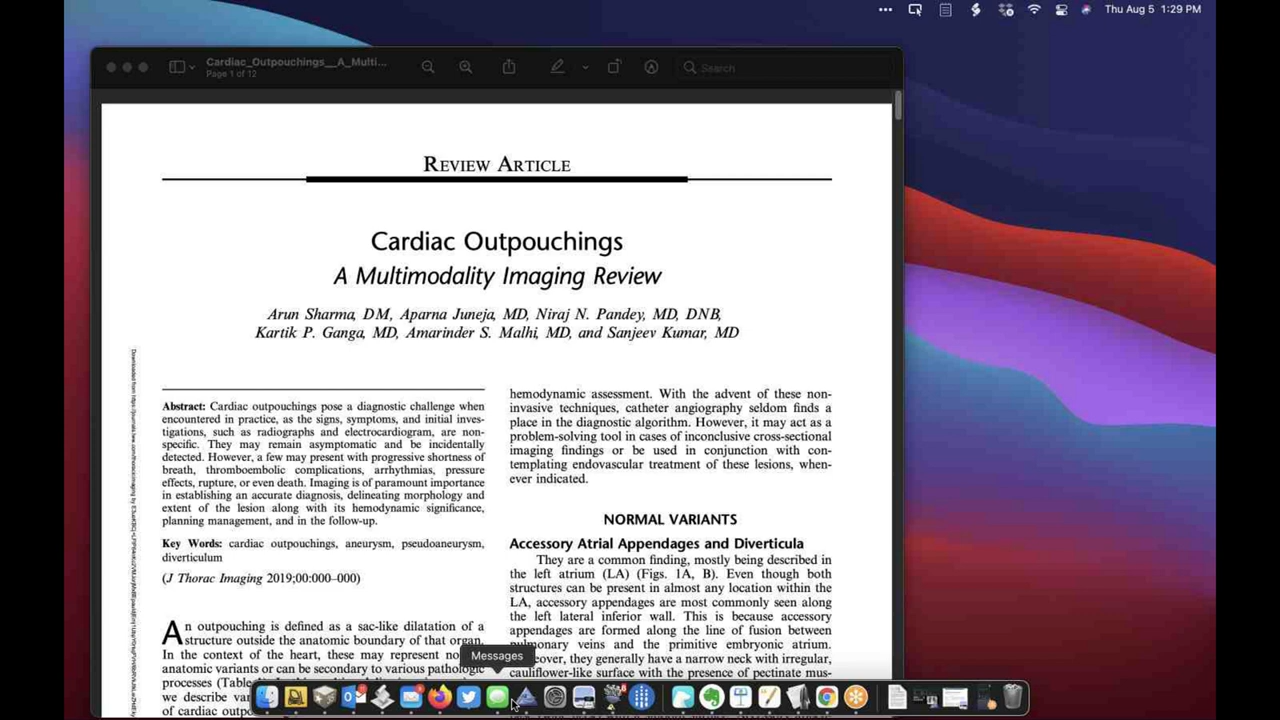 Thu Aug 5 1:29 PM
Cardiac_Outpouchings__A_Multi...
Page 1 of 12
Search
REVIEW ARTICLE
Cardiac Outpouchings
A Multimodality Imaging Review
Arun Sharma, DM, Aparna Juneja, MD, Niraj N. Pandey, MD, DNB,
Kartik P. Ganga, MD, Amarinder S. Malhi, MD, and Sanjeev Kumar, MD
Abstract: Cardiac outpouchings pose a diagnostic challenge when
encountered in practice, as the signs, symptoms, and initial inves-
tigations, such as radiographs and electrocardiogram, are non-
specific. They may remain asymptomatic and be incidentally
detected. However, a few may present with progressive shortness of
breath, thromboembolic complications, arrhythmias, pressure
effects, rupture, or even death. Imaging is of paramount importance
in establishing an accurate diagnosis, delineating morphology and
extent of the lesion along with its hemodynamic significance,
planning management, and in the follow-up.
Key Words: cardiac outpouchings, aneurysm, pseudoaneurysm,
diverticulum
(J Thorac Imaging 2019;00:000–000)
An outpouching is defined as a sac-like dilatation of a
structure outside the anatomic boundary of that organ.
In the context of the heart, these may represent
anatomic variants or can be secondary to various
processes
we describe
of cardiac
hemodynamic assessment. With the advent of these non-
invasive techniques, catheter angiography seldom finds a
place in the diagnostic algorithm. However, it may act as a
problem-solving tool in cases of inconclusive cross-sectional
imaging findings or be used in conjunction with con-
templating endovascular treatment of these lesions, when-
ever indicated.
NORMAL VARIANTS
Accessory Atrial Appendages and Diverticula
They are a common finding, mostly being described in
the left atrium (LA) (Figs. 1A, B). Even though both
structures can be present in almost any location within the
LA, accessory appendages are most commonly seen along
the left lateral inferior wall. This is because accessory
appendages are formed along the line of fusion between
pulmonary veins and the primitive embryonic atrium.
they generally have a narrow neck with irregular,
cauliflower-like surface with the presence of pectinate mus-
Messages